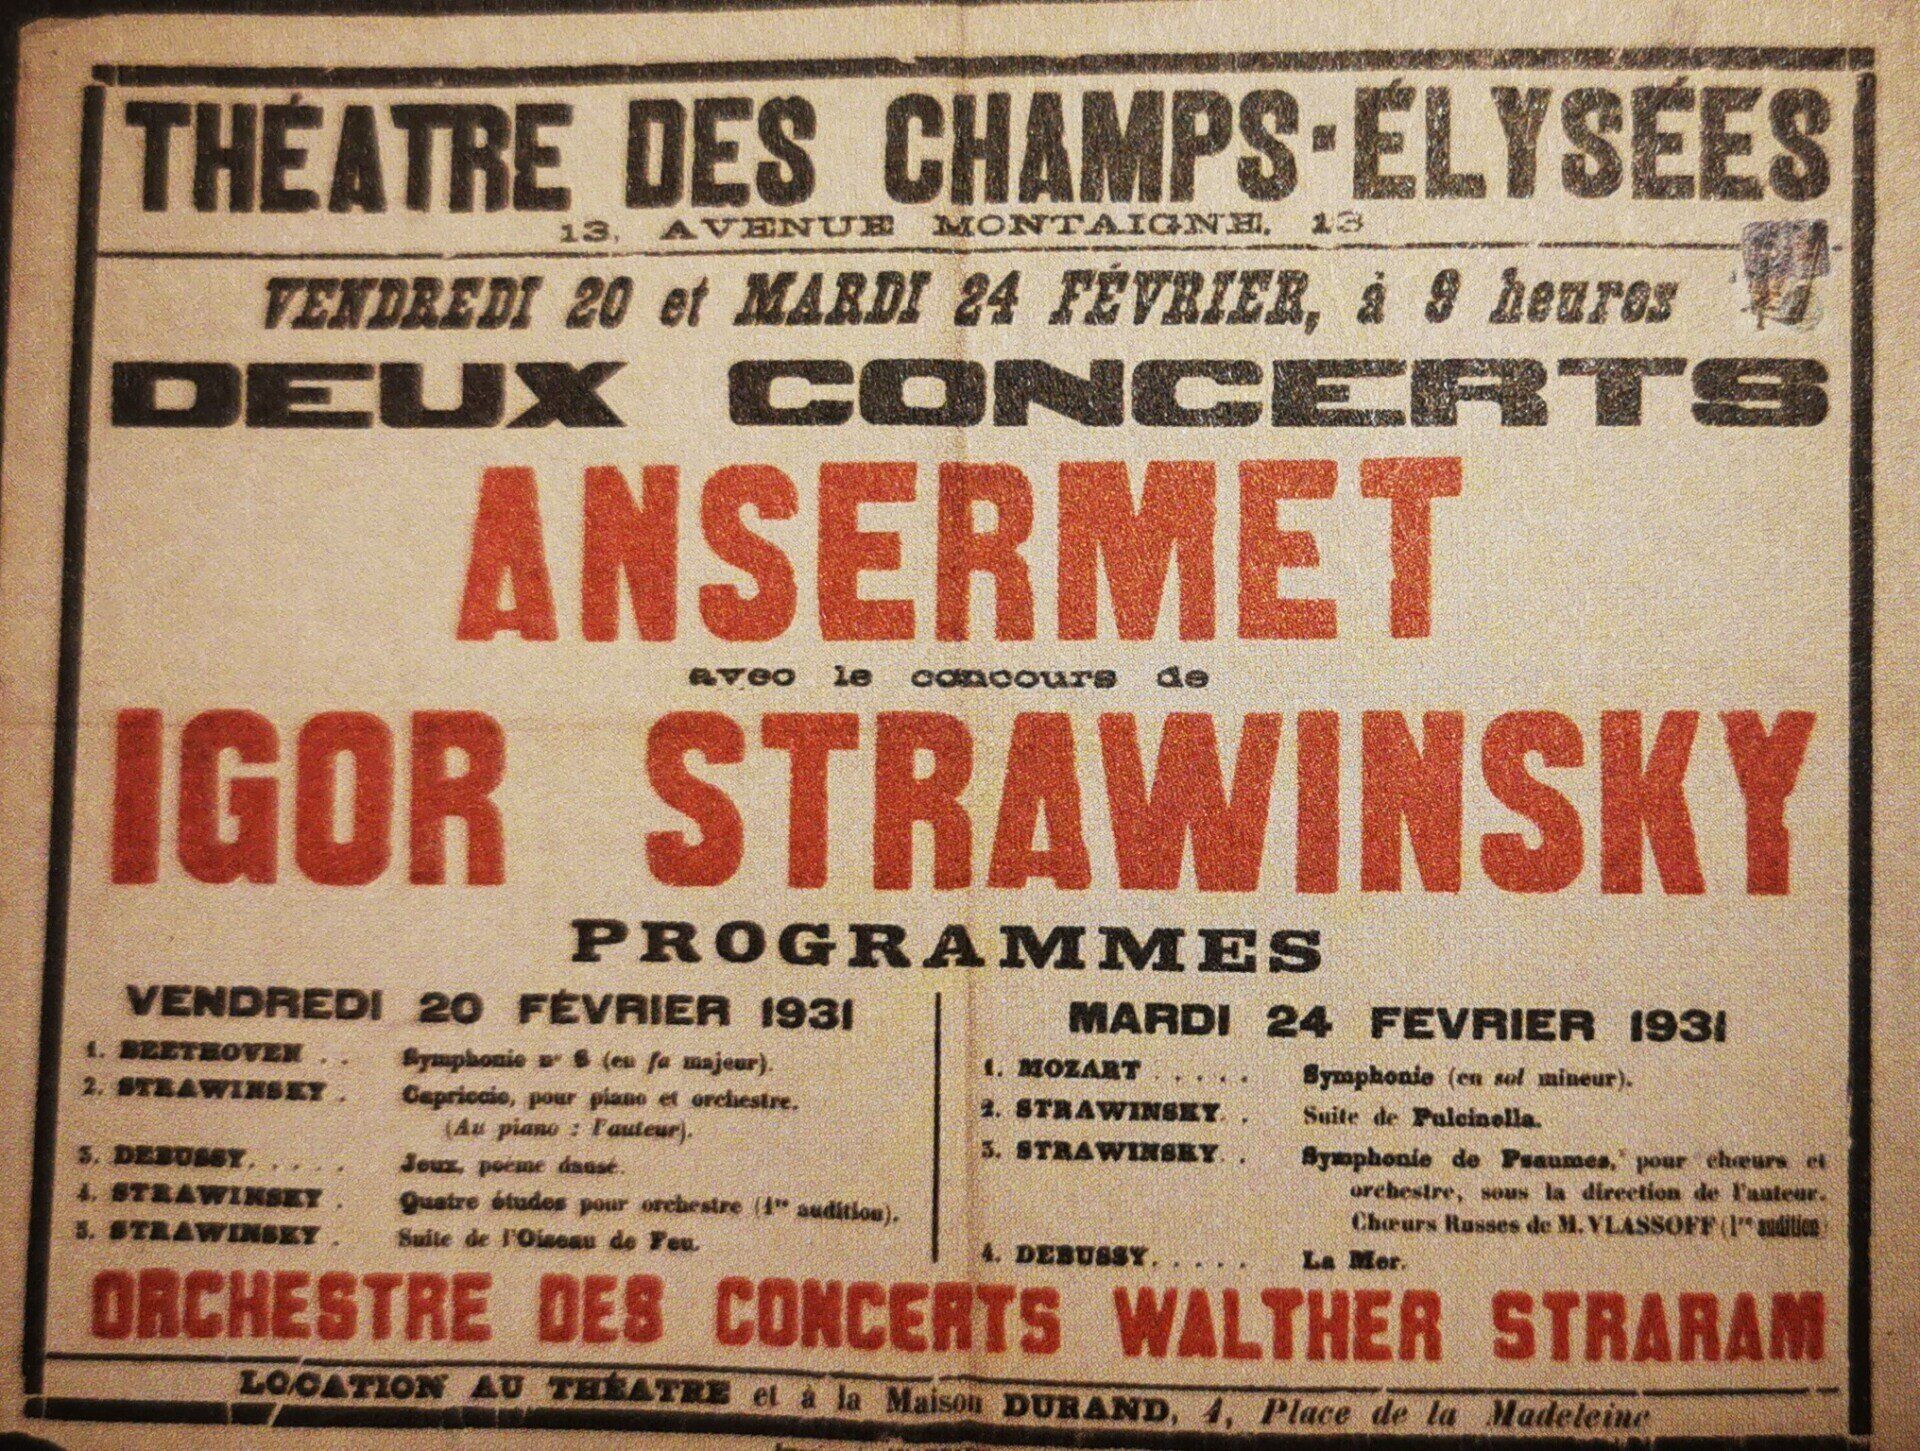 THÉATRE DES CHAMPS-ÉLYSÉES
13, AVENUE MONTAIGNE, 13
VENDREDI 20 et MARDI 24 FÉVRIER, à 9 heures
DEUX CONCERTS
ANSERMET
avec le concours de
IGOR STRAWINSKY
PROGRAMMES
VENDREDI 20 FÉVRIER 1931
1. BEETHOVEN . . Symphonie n° 8 (en fa majeur).
2. STRAWINSKY . Capriccio, pour piano et orchestre.
(Au piano : l'auteur).
3. DEBUSSY. . . . . Jeux, poème dansé.
4. STRAWINSKY . Quatre études pour orchestre (1re audition).
5. STRAWINSKY . Suite de l'Oiseau de Feu.
MARDI 24 FEVRIER 1931
1. MOZART . . . . . Symphonie (en sol mineur).
2. STRAWINSKY. . Suite de Pulcinella.
3. STRAWINSKY. . Symphonie de Psaumes, pour chœurs et
orchestre, sous la direction de l'auteur.
Chœurs Russes de M. VLASSOFF (1re audition)
4. DEBUSSY. . . . . La Mer.
ORCHESTRE DES CONCERTS WALTHER STRARAM
LOCATION AU THÉATRE et à la Maison DURAND, 4, Place de la Madeleine